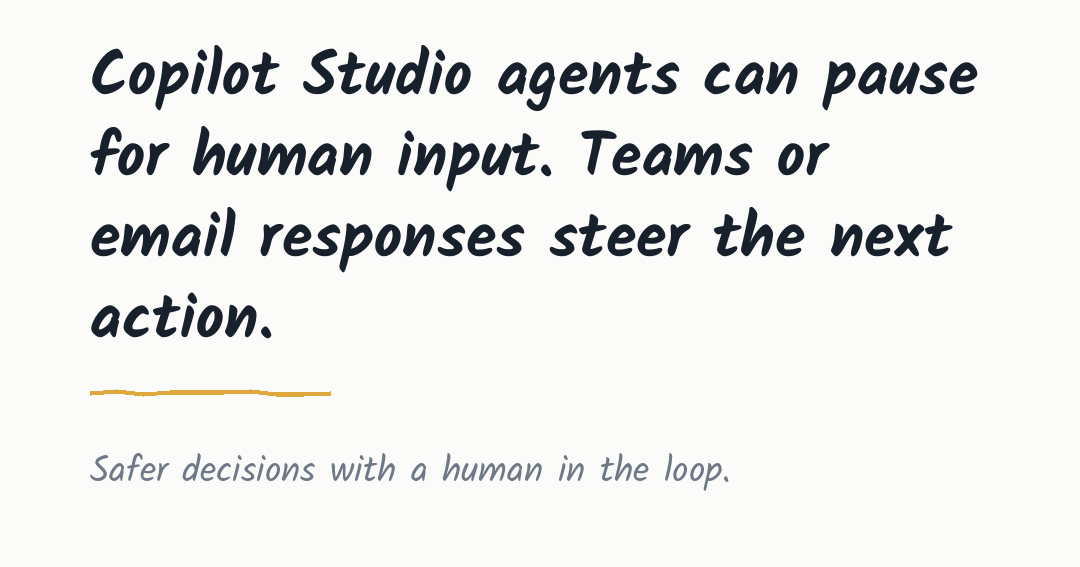 Copilot Studio agents can pause
for human input. Teams or
email responses steer the next
action.
Safer decisions with a human in the loop.